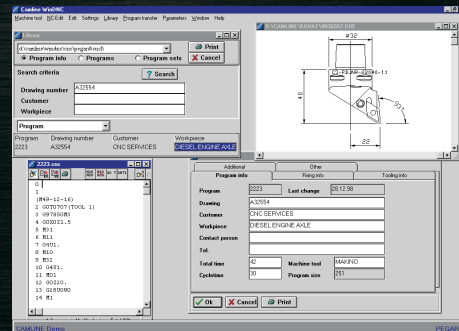 Camline WinDNC
Machine tool NC-Edit Edit Settings Library Program transfer Parameters Window Help
Library
Print
Program info Programs Program sets
Cancel
Search criteria
Search
Drawing number A32554
Customer
Workpiece
Program
Program Drawing number Customer Workpiece
2223 A32554 CNC SERVICES DIESEL ENGINE AXLE
ø32
40
93°
22
2223.cnc
0
1
(M49-12-16)
2 G0T0707(TOOL 1)
3 G97S50M3
4 G0X0Z1.5
5 M31
6 M11
7 G4U1.
8 M10
9 M32
10 G4U1.
11 M01
12 G0Z20.
13 G28U0W0
14 M1
Additional Other
Program info Fixing info Tooling info
Program 2223 Last change 28.12.98
Drawing A32554
Customer CNC SERVICES
Workpiece DIESEL ENGINE AXLE
Contact person
Tel.
Total time 42 Machine tool MAKINO
Cycletime 30 Program size 251
Ok Cancel Print
CAMLINE Demo
PEGAR